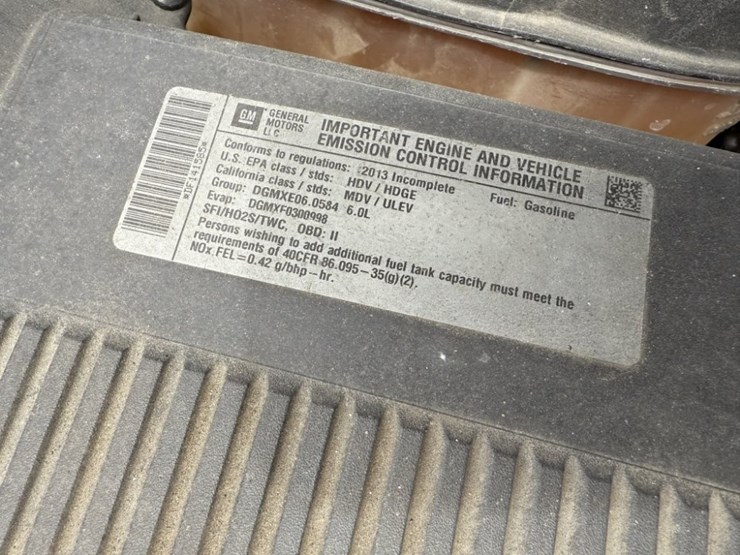 *DF141585*
GM
GENERAL
MOTORS
LLC
IMPORTANT ENGINE AND VEHICLE
EMISSION CONTROL INFORMATION
Conforms to regulations: 2013 Incomplete Fuel: Gasoline
U.S. EPA class / stds: HDV / HDGE
California class / stds: MDV / ULEV
Group: DGMXE06.0584 6.0L
Evap: DGMXF0300998
SFI/HO2S/TWC, OBD: II
Persons wishing to add additional fuel tank capacity must meet the
requirements of 40CFR 86.095-35(g)(2).
NOx FEL=0.42 g/bhp-hr.